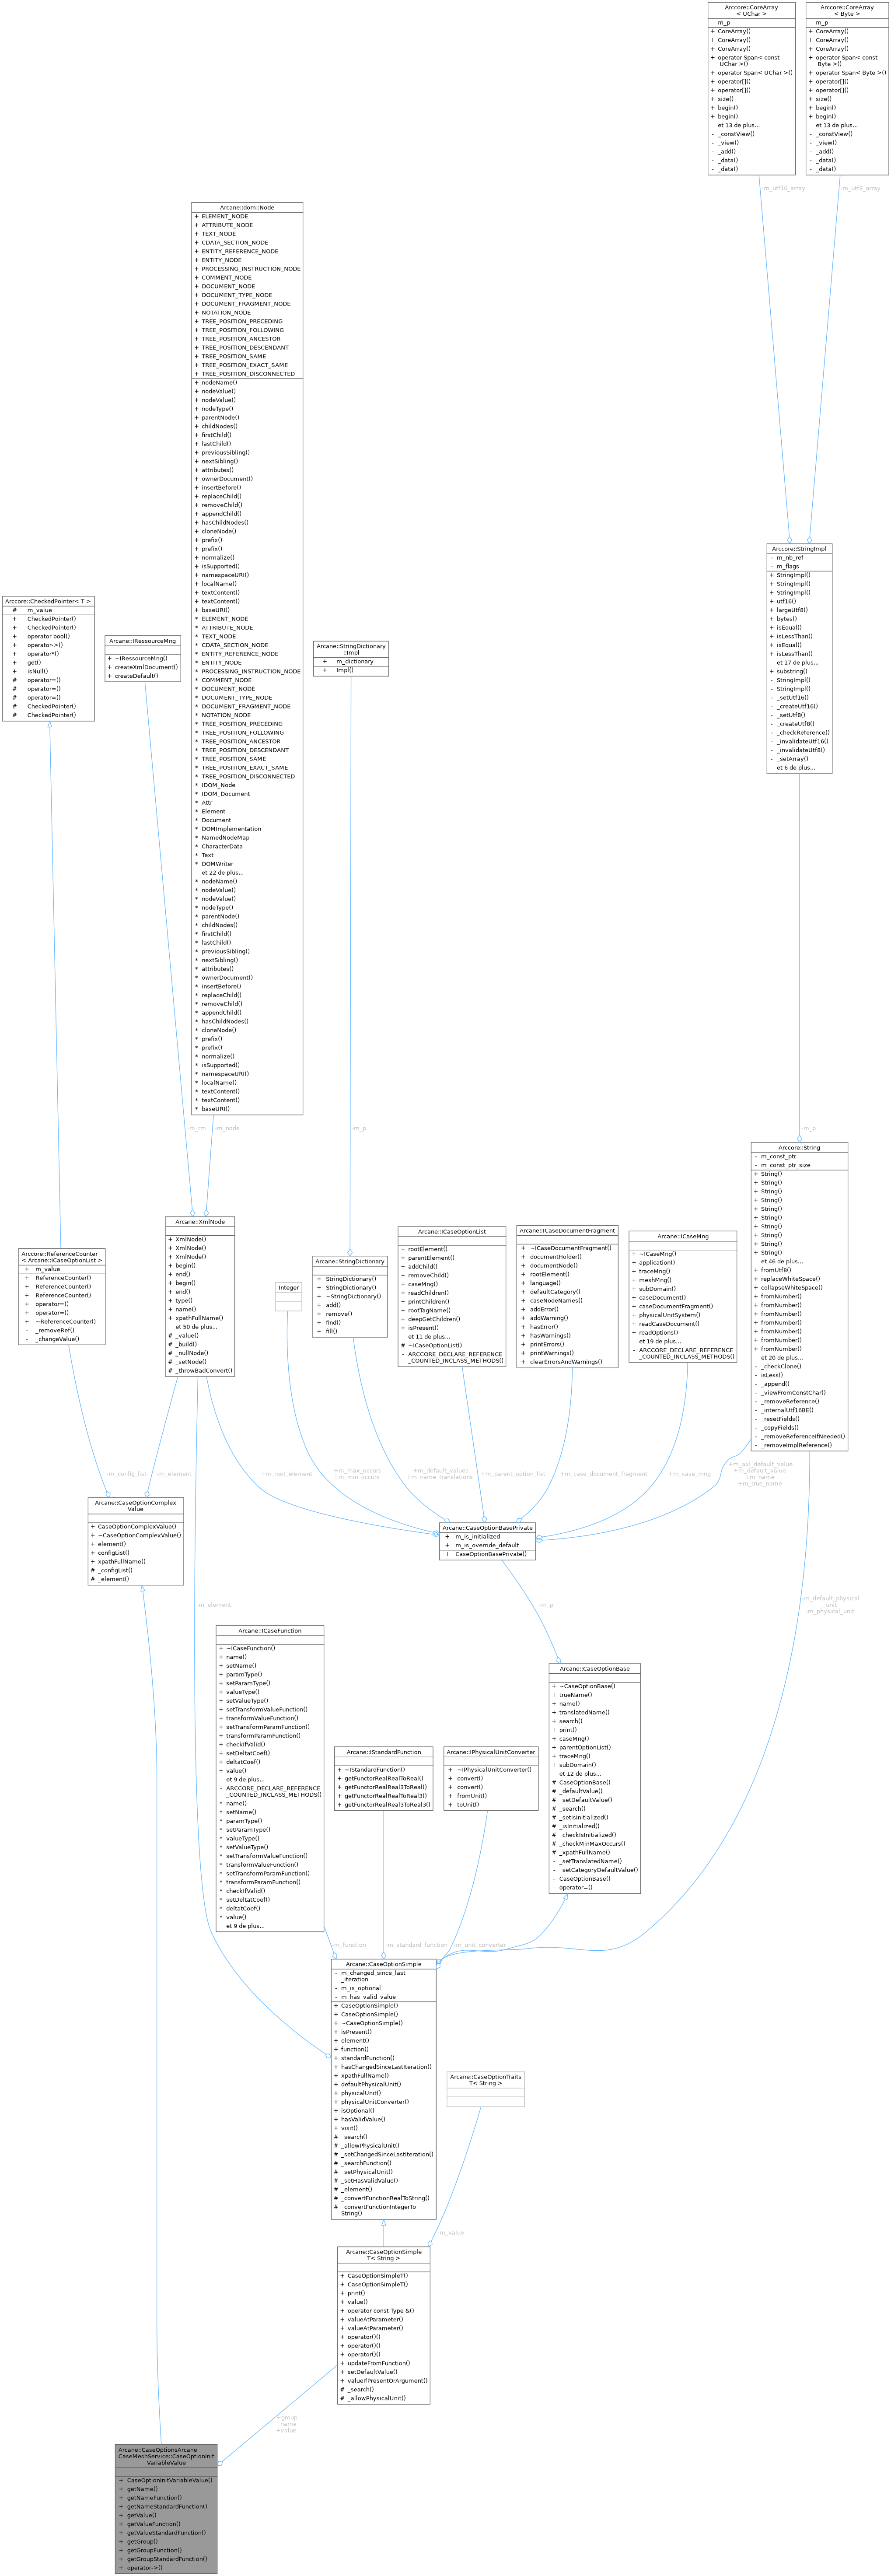 Arccore::CoreArray
< UChar >
- m_p
+ CoreArray()
+ CoreArray()
+ CoreArray()
+ operator Span< const
UChar >()
+ operator Span< UChar >()
+ operator[]()
+ operator[]()
+ size()
+ begin()
+ begin()
et 13 de plus...
- _constView()
- _view()
- _add()
- _data()
- _data()
Arccore::CoreArray
< Byte >
- m_p
+ CoreArray()
+ CoreArray()
+ CoreArray()
+ operator Span< const
Byte >()
+ operator Span< Byte >()
+ operator[]()
+ operator[]()
+ size()
+ begin()
+ begin()
et 13 de plus...
- _constView()
- _view()
- _add()
- _data()
- _data()
-m_utf16_array
-m_utf8_array
Arcane::dom::Node
+ ELEMENT_NODE
+ ATTRIBUTE_NODE
+ TEXT_NODE
+ CDATA_SECTION_NODE
+ ENTITY_REFERENCE_NODE
+ ENTITY_NODE
+ PROCESSING_INSTRUCTION_NODE
+ COMMENT_NODE
+ DOCUMENT_NODE
+ DOCUMENT_TYPE_NODE
+ DOCUMENT_FRAGMENT_NODE
+ NOTATION_NODE
+ TREE_POSITION_PRECEDING
+ TREE_POSITION_FOLLOWING
+ TREE_POSITION_ANCESTOR
+ TREE_POSITION_DESCENDANT
+ TREE_POSITION_SAME
+ TREE_POSITION_EXACT_SAME
+ TREE_POSITION_DISCONNECTED
+ nodeName()
+ nodeValue()
+ nodeValue()
+ nodeType()
+ parentNode()
+ childNodes()
+ firstChild()
+ lastChild()
+ previousSibling()
+ nextSibling()
+ attributes()
+ ownerDocument()
+ insertBefore()
+ replaceChild()
+ removeChild()
+ appendChild()
+ hasChildNodes()
+ cloneNode()
+ prefix()
+ prefix()
+ normalize()
+ isSupported()
+ namespaceURI()
+ localName()
+ textContent()
+ textContent()
+ baseURI()
* ELEMENT_NODE
* ATTRIBUTE_NODE
* TEXT_NODE
* CDATA_SECTION_NODE
* ENTITY_REFERENCE_NODE
* ENTITY_NODE
* PROCESSING_INSTRUCTION_NODE
* COMMENT_NODE
* DOCUMENT_NODE
* DOCUMENT_TYPE_NODE
* DOCUMENT_FRAGMENT_NODE
* NOTATION_NODE
* TREE_POSITION_PRECEDING
* TREE_POSITION_FOLLOWING
* TREE_POSITION_ANCESTOR
* TREE_POSITION_DESCENDANT
* TREE_POSITION_SAME
* TREE_POSITION_EXACT_SAME
* TREE_POSITION_DISCONNECTED
* IDOM_Node
* IDOM_Document
* Attr
* Element
* Document
* DOMImplementation
* NamedNodeMap
* CharacterData
* Text
* DOMWriter
et 22 de plus...
* nodeName()
* nodeValue()
* nodeValue()
* nodeType()
* parentNode()
* childNodes()
* firstChild()
* lastChild()
* previousSibling()
* nextSibling()
* attributes()
* ownerDocument()
* insertBefore()
* replaceChild()
* removeChild()
* appendChild()
* hasChildNodes()
* cloneNode()
* prefix()
* prefix()
* normalize()
* isSupported()
* namespaceURI()
* localName()
* textContent()
* textContent()
* baseURI()
Arccore::StringImpl
- m_nb_ref
- m_flags
+ StringImpl()
+ StringImpl()
+ StringImpl()
+ utf16()
+ largeUtf8()
+ bytes()
+ isEqual()
+ isLessThan()
+ isEqual()
+ isLessThan()
et 17 de plus...
+ substring()
- StringImpl()
- StringImpl()
- _setUtf16()
- _createUtf16()
- _setUtf8()
- _createUtf8()
- _checkReference()
- _invalidateUtf16()
- _invalidateUtf8()
- _setArray()
et 6 de plus...
Arccore::CheckedPointer< T >
# m_value
+ CheckedPointer()
+ CheckedPointer()
+ operator bool()
+ operator->()
+ operator*()
+ get()
+ isNull()
# operator=()
# operator=()
# operator=()
# CheckedPointer()
# CheckedPointer()
Arcane::IRessourceMng
+ ~IRessourceMng()
+ createXmlDocument()
+ createDefault()
Arcane::StringDictionary
::Impl
+ m_dictionary
+ Impl()
-m_rm
-m_node
-m_p
-m_p
Arccore::String
- m_const_ptr
- m_const_ptr_size
+ String()
+ String()
+ String()
+ String()
+ String()
+ String()
+ String()
+ String()
+ String()
+ String()
et 46 de plus...
+ fromUtf8()
+ replaceWhiteSpace()
+ collapseWhiteSpace()
+ fromNumber()
+ fromNumber()
+ fromNumber()
+ fromNumber()
+ fromNumber()
+ fromNumber()
+ fromNumber()
et 20 de plus...
- _checkClone()
- isLess()
- _append()
- _viewFromConstChar()
- _removeReference()
- _internalUtf16BE()
- _resetFields()
- _copyFields()
- _removeReferenceIfNeeded()
- _removeImplReference()
Arccore::ReferenceCounter
< Arcane::ICaseOptionList >
+ m_value
+ ReferenceCounter()
+ ReferenceCounter()
+ ReferenceCounter()
+ operator=()
+ operator=()
+ ~ReferenceCounter()
- _removeRef()
- _changeValue()
Arcane::XmlNode
+ XmlNode()
+ XmlNode()
+ XmlNode()
+ begin()
+ end()
+ begin()
+ end()
+ type()
+ name()
+ xpathFullName()
et 50 de plus...
# _value()
# _build()
# _nullNode()
# _setNode()
# _throwBadConvert()
Integer
Arcane::StringDictionary
+ StringDictionary()
+ StringDictionary()
+ ~StringDictionary()
+ add()
+ remove()
+ find()
+ fill()
Arcane::ICaseOptionList
+ rootElement()
+ parentElement()
+ addChild()
+ removeChild()
+ caseMng()
+ readChildren()
+ printChildren()
+ rootTagName()
+ deepGetChildren()
+ isPresent()
et 11 de plus...
# ~ICaseOptionList()
- ARCCORE_DECLARE_REFERENCE
_COUNTED_INCLASS_METHODS()
Arcane::ICaseDocumentFragment
+ ~ICaseDocumentFragment()
+ documentHolder()
+ documentNode()
+ rootElement()
+ language()
+ defaultCategory()
+ caseNodeNames()
+ addError()
+ addWarning()
+ hasError()
+ hasWarnings()
+ printErrors()
+ printWarnings()
+ clearErrorsAndWarnings()
Arcane::ICaseMng
+ ~ICaseMng()
+ application()
+ traceMng()
+ meshMng()
+ subDomain()
+ caseDocument()
+ caseDocumentFragment()
+ physicalUnitSystem()
+ readCaseDocument()
+ readOptions()
et 19 de plus...
- ARCCORE_DECLARE_REFERENCE
_COUNTED_INCLASS_METHODS()
-m_config_list
-m_element
+m_root_element
+m_max_occurs
+m_min_occurs
+m_default_values
+m_name_translations
+m_parent_option_list
+m_case_document_fragment
+m_case_mng
+m_axl_default_value
+m_default_value
+m_name
+m_true_name
Arcane::CaseOptionComplex
Value
+ CaseOptionComplexValue()
+ ~CaseOptionComplexValue()
+ element()
+ configList()
+ xpathFullName()
# _configList()
# _element()
Arcane::CaseOptionBasePrivate
+ m_is_initialized
+ m_is_override_default
+ CaseOptionBasePrivate()
-m_element
-m_p
-m_default_physical
_unit
-m_physical_unit
Arcane::ICaseFunction
+ ~ICaseFunction()
+ name()
+ setName()
+ paramType()
+ setParamType()
+ valueType()
+ setValueType()
+ setTransformValueFunction()
+ transformValueFunction()
+ setTransformParamFunction()
+ transformParamFunction()
+ checkIfValid()
+ setDeltatCoef()
+ deltatCoef()
+ value()
et 9 de plus...
- ARCCORE_DECLARE_REFERENCE
_COUNTED_INCLASS_METHODS()
* name()
* setName()
* paramType()
* setParamType()
* valueType()
* setValueType()
* setTransformValueFunction()
* transformValueFunction()
* setTransformParamFunction()
* transformParamFunction()
* checkIfValid()
* setDeltatCoef()
* deltatCoef()
* value()
et 9 de plus...
Arcane::IStandardFunction
+ ~IStandardFunction()
+ getFunctorRealRealToReal()
+ getFunctorRealReal3ToReal()
+ getFunctorRealRealToReal3()
+ getFunctorRealReal3ToReal3()
Arcane::IPhysicalUnitConverter
+ ~IPhysicalUnitConverter()
+ convert()
+ convert()
+ fromUnit()
+ toUnit()
Arcane::CaseOptionBase
+ ~CaseOptionBase()
+ trueName()
+ name()
+ translatedName()
+ search()
+ print()
+ caseMng()
+ parentOptionList()
+ traceMng()
+ subDomain()
et 12 de plus...
# CaseOptionBase()
# _defaultValue()
# _setDefaultValue()
# _search()
# _setIsInitialized()
# _isInitialized()
# _checkIsInitialized()
# _checkMinMaxOccurs()
# _xpathFullName()
- _setTranslatedName()
- _setCategoryDefaultValue()
- CaseOptionBase()
- operator=()
-m_function
-m_standard_function
-m_unit_converter
Arcane::CaseOptionSimple
- m_changed_since_last
_iteration
- m_is_optional
- m_has_valid_value
+ CaseOptionSimple()
+ CaseOptionSimple()
+ ~CaseOptionSimple()
+ isPresent()
+ element()
+ function()
+ standardFunction()
+ hasChangedSinceLastIteration()
+ xpathFullName()
+ defaultPhysicalUnit()
+ physicalUnit()
+ physicalUnitConverter()
+ isOptional()
+ hasValidValue()
+ visit()
# _search()
# _allowPhysicalUnit()
# _setChangedSinceLastIteration()
# _searchFunction()
# _setPhysicalUnit()
# _setHasValidValue()
# _element()
# _convertFunctionRealToString()
# _convertFunctionIntegerTo
String()
Arcane::CaseOptionTraits
T< String >
-m_value
Arcane::CaseOptionSimple
T< String >
+ CaseOptionSimpleT()
+ CaseOptionSimpleT()
+ print()
+ value()
+ operator const Type &()
+ valueAtParameter()
+ valueAtParameter()
+ operator()()
+ operator()()
+ operator()()
+ updateFromFunction()
+ setDefaultValue()
+ valueIfPresentOrArgument()
# _search()
# _allowPhysicalUnit()
+group
+name
+value
Arcane::CaseOptionsArcane
CaseMeshService::CaseOptionInit
VariableValue
+ CaseOptionInitVariableValue()
+ getName()
+ getNameFunction()
+ getNameStandardFunction()
+ getValue()
+ getValueFunction()
+ getValueStandardFunction()
+ getGroup()
+ getGroupFunction()
+ getGroupStandardFunction()
+ operator->()